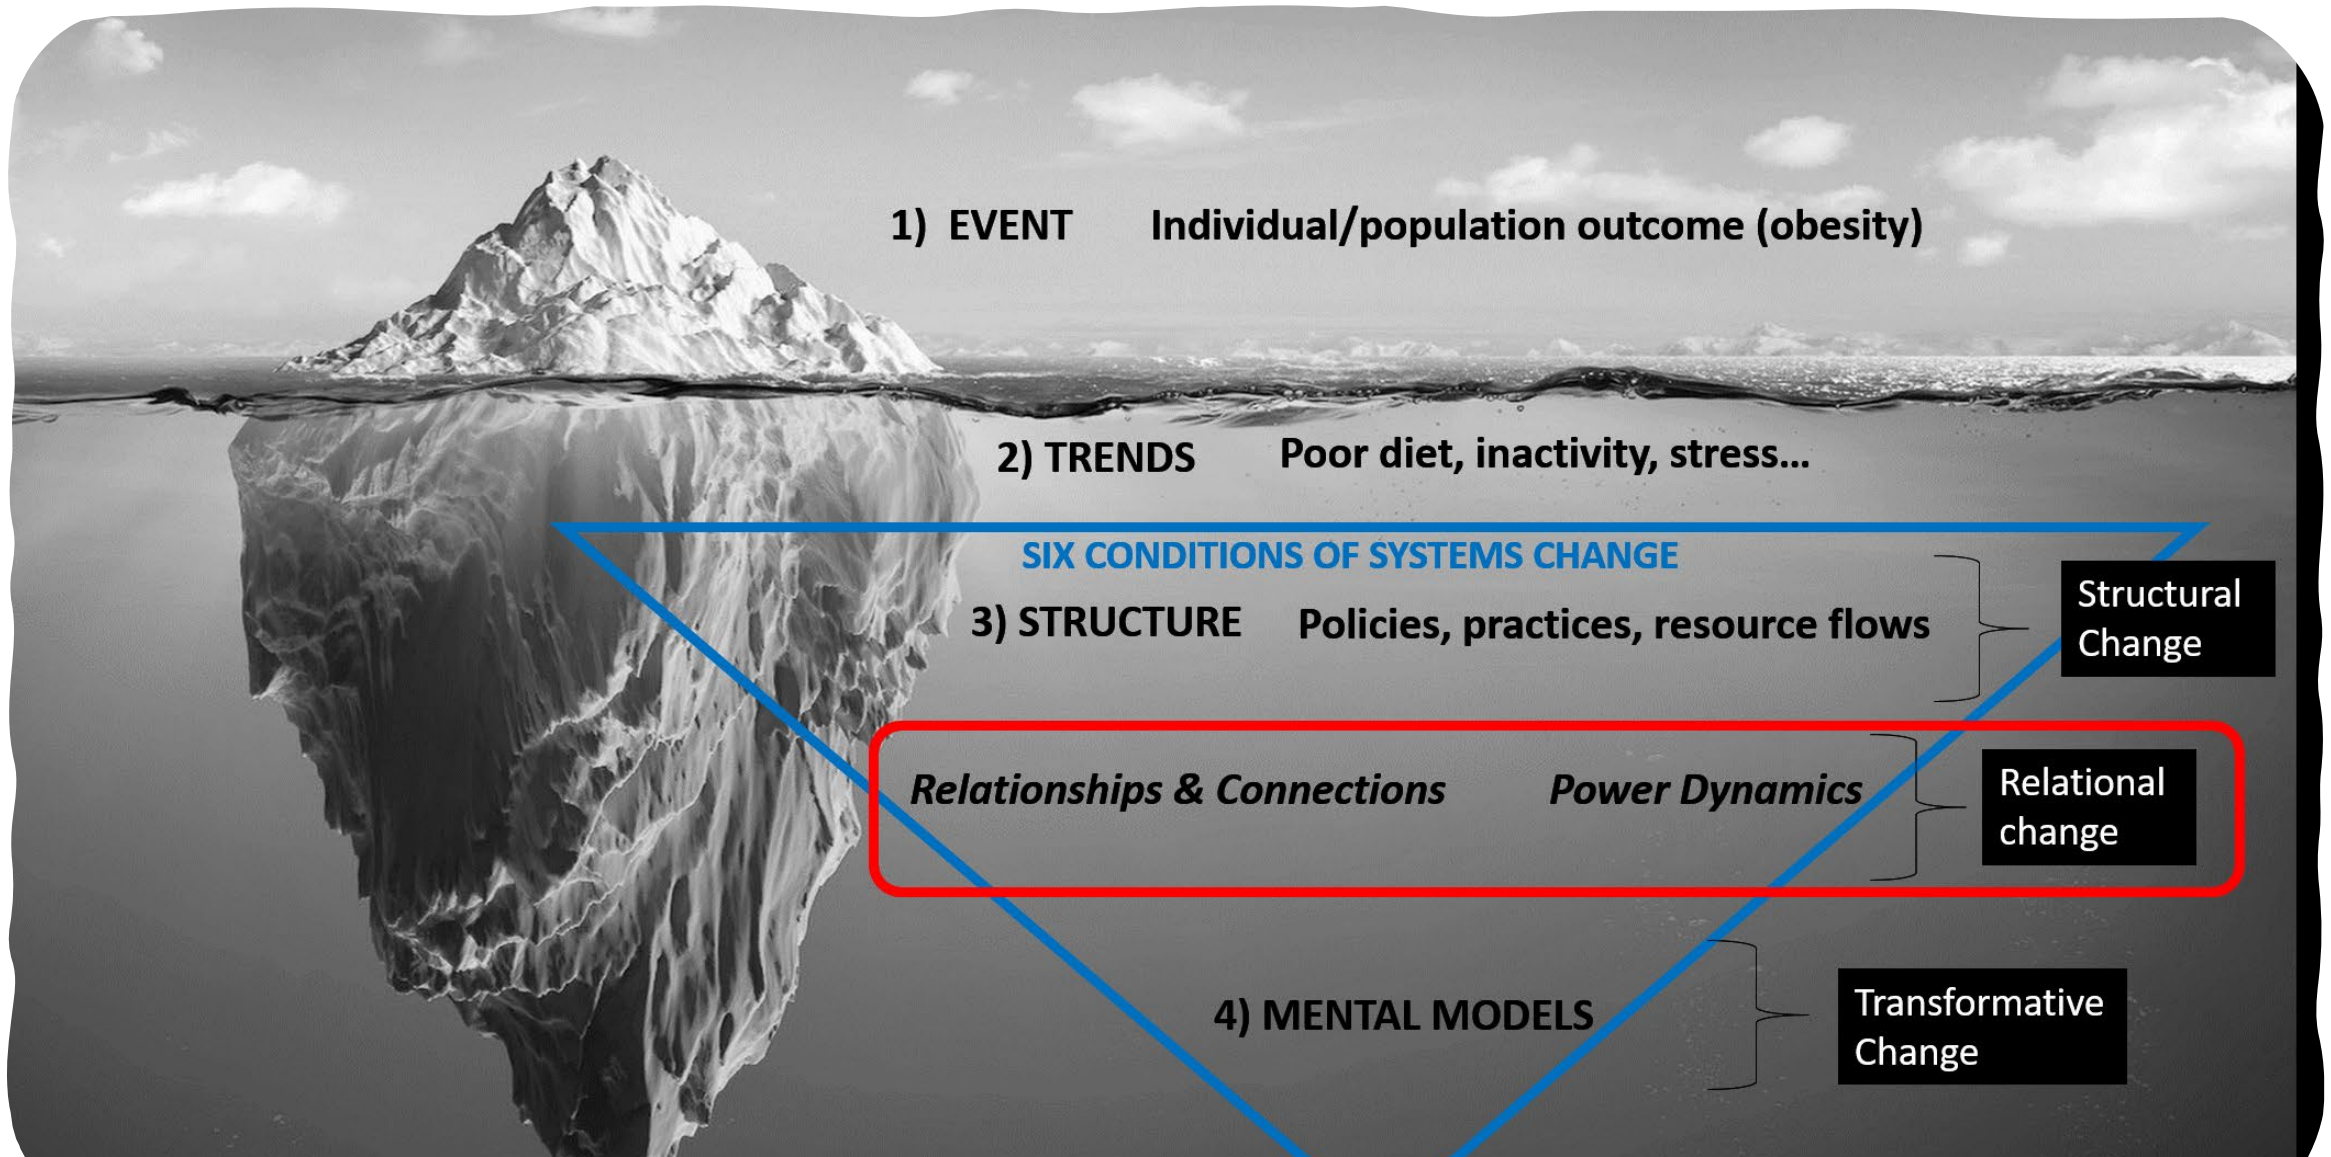 1) EVENT Individual/population outcome (obesity)
2) TRENDS Poor diet, inactivity, stress...
SIX CONDITIONS OF SYSTEMS CHANGE
3) STRUCTURE Policies, practices, resource flows
Structural
Change
Relationships & Connections Power Dynamics
Relational
change
4) MENTAL MODELS
Transformative
Change